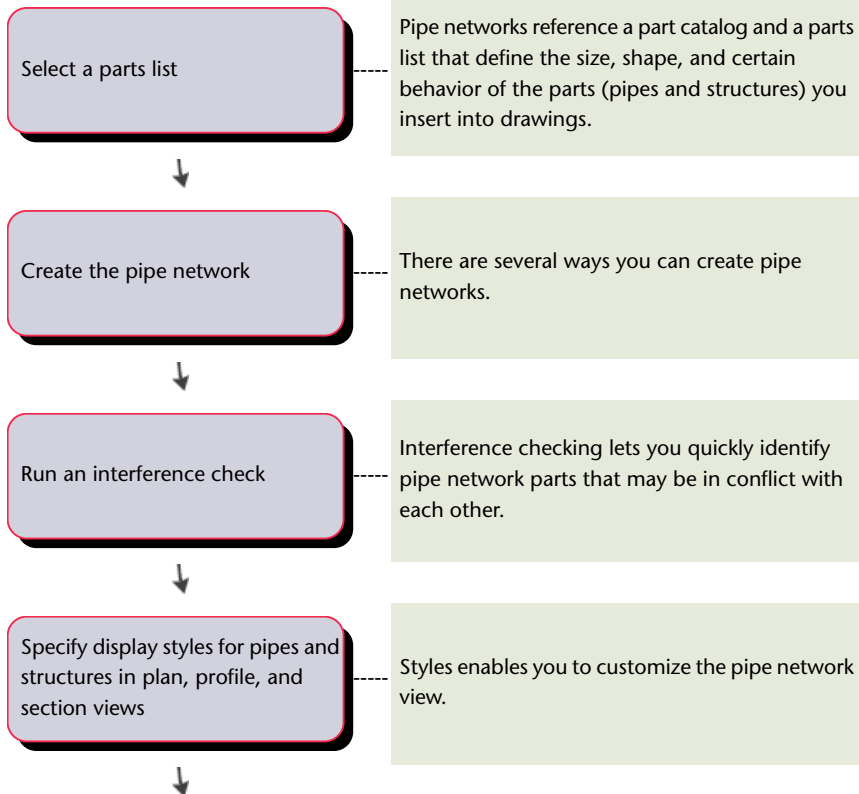 Select a parts list
Pipe networks reference a part catalog and a parts
list that define the size, shape, and certain
behavior of the parts (pipes and structures) you
insert into drawings.
Create the pipe network
There are several ways you can create pipe
networks.
Run an interference check
Interference checking lets you quickly identify
pipe network parts that may be in conflict with
each other.
Specify display styles for pipes and
structures in plan, profile, and
section views
Styles enables you to customize the pipe network
view.